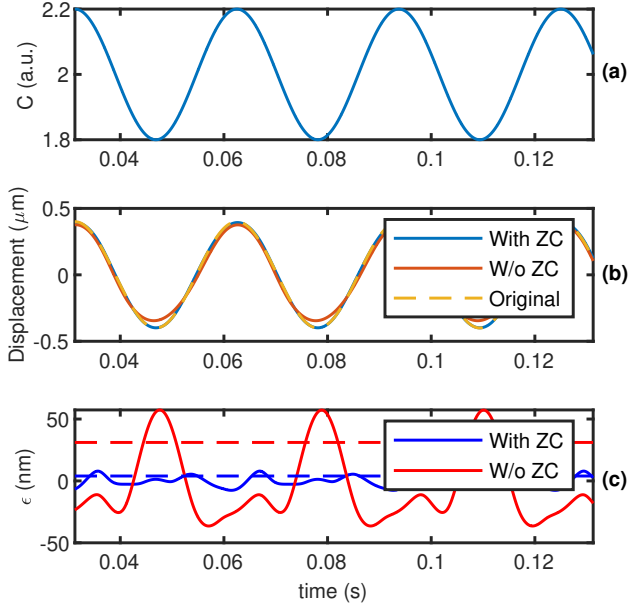 2.2
2
1.8
C (a.u.)
(a)
0.04 0.06 0.08 0.1 0.12
0.5
0
-0.5
Displacement (μm)
With ZC
W/o ZC
Original
(b)
0.04 0.06 0.08 0.1 0.12
50
0
-50
ϵ (nm)
With ZC
W/o ZC
(c)
0.04 0.06 0.08 0.1 0.12
time (s)